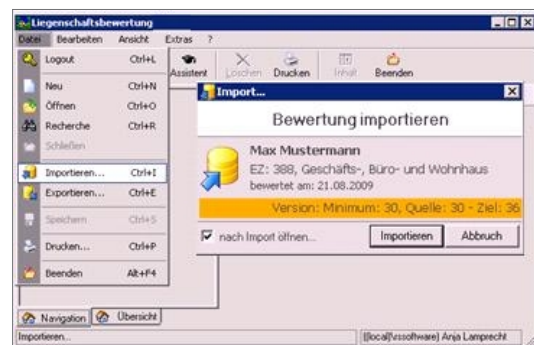 Liegenschaftsbewertung
Datei Bearbeiten Ansicht Extras ?
Logout Ctrl+L
Neu Ctrl+N
Öffnen Ctrl+O
Recherche Ctrl+R
Schließen
Importieren... Ctrl+I
Exportieren... Ctrl+E
Speichern Ctrl+S
Drucken... Ctrl+P
Beenden Alt+F4
Assistent Löschen Drucken Inhalt Beenden
Import...
Bewertung importieren
Max Mustermann
EZ: 388, Geschäfts-, Büro- und Wohnhaus
bewertet am: 21.08.2009
Version: Minimum: 30, Quelle: 30 - Ziel: 36
nach Import öffnen...
Importieren Abbruch
Navigation Übersicht
Importieren... [(local)\vssoftware] Anja Lamprecht